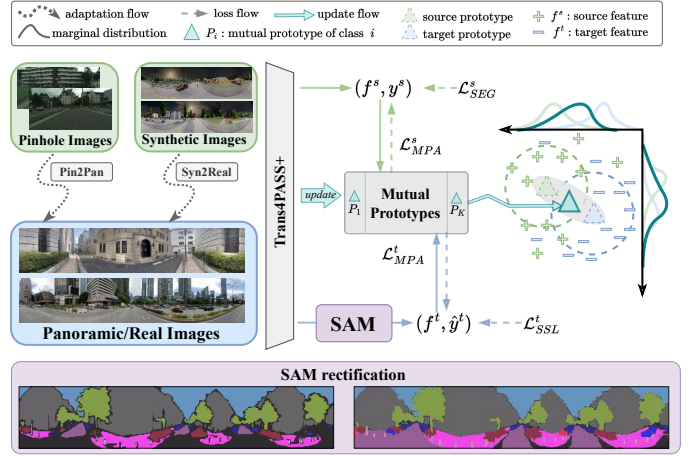 adaptation flow
loss flow
update flow
source prototype
f^s : source feature
marginal distribution
P_i : mutual prototype of class i
target prototype
f^t : target feature
Pinhole Images
Synthetic Images
Pin2Pan
Syn2Real
Panoramic/Real Images
Trans4PASS+
(f^s, y^s)
L^s_SEG
L^s_MPA
update
P_1
Mutual
Prototypes
P_K
L^t_MPA
SAM
(f^t, ŷ^t)
L^t_SSL
SAM rectification